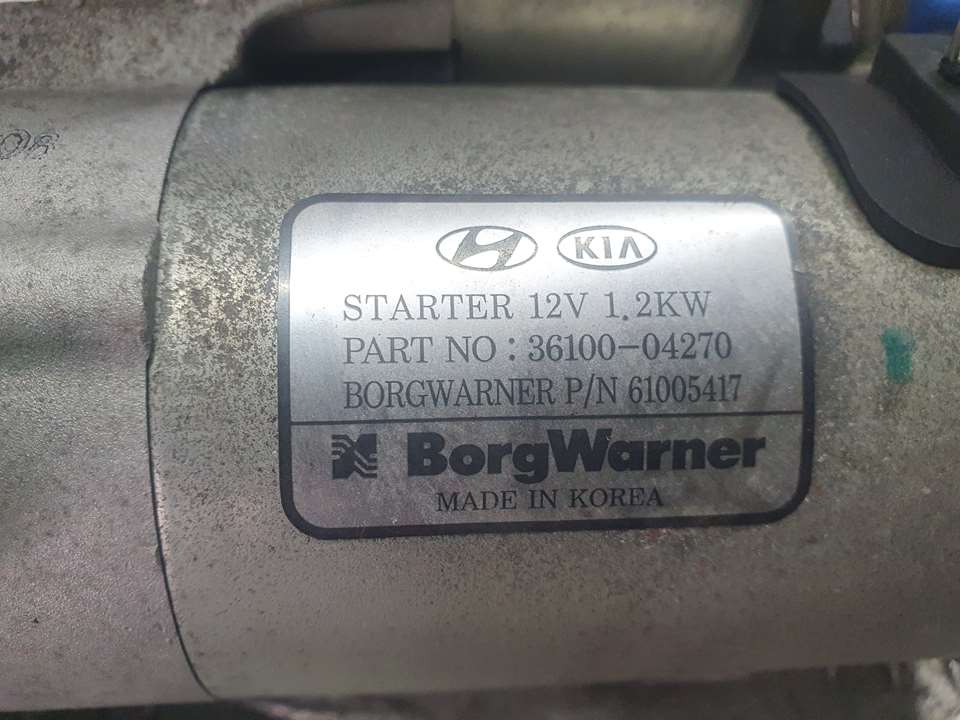 KIA
STARTER 12V 1.2KW
PART NO : 36100-04270
BORGWARNER P/N 61005417
BorgWarner
MADE IN KOREA